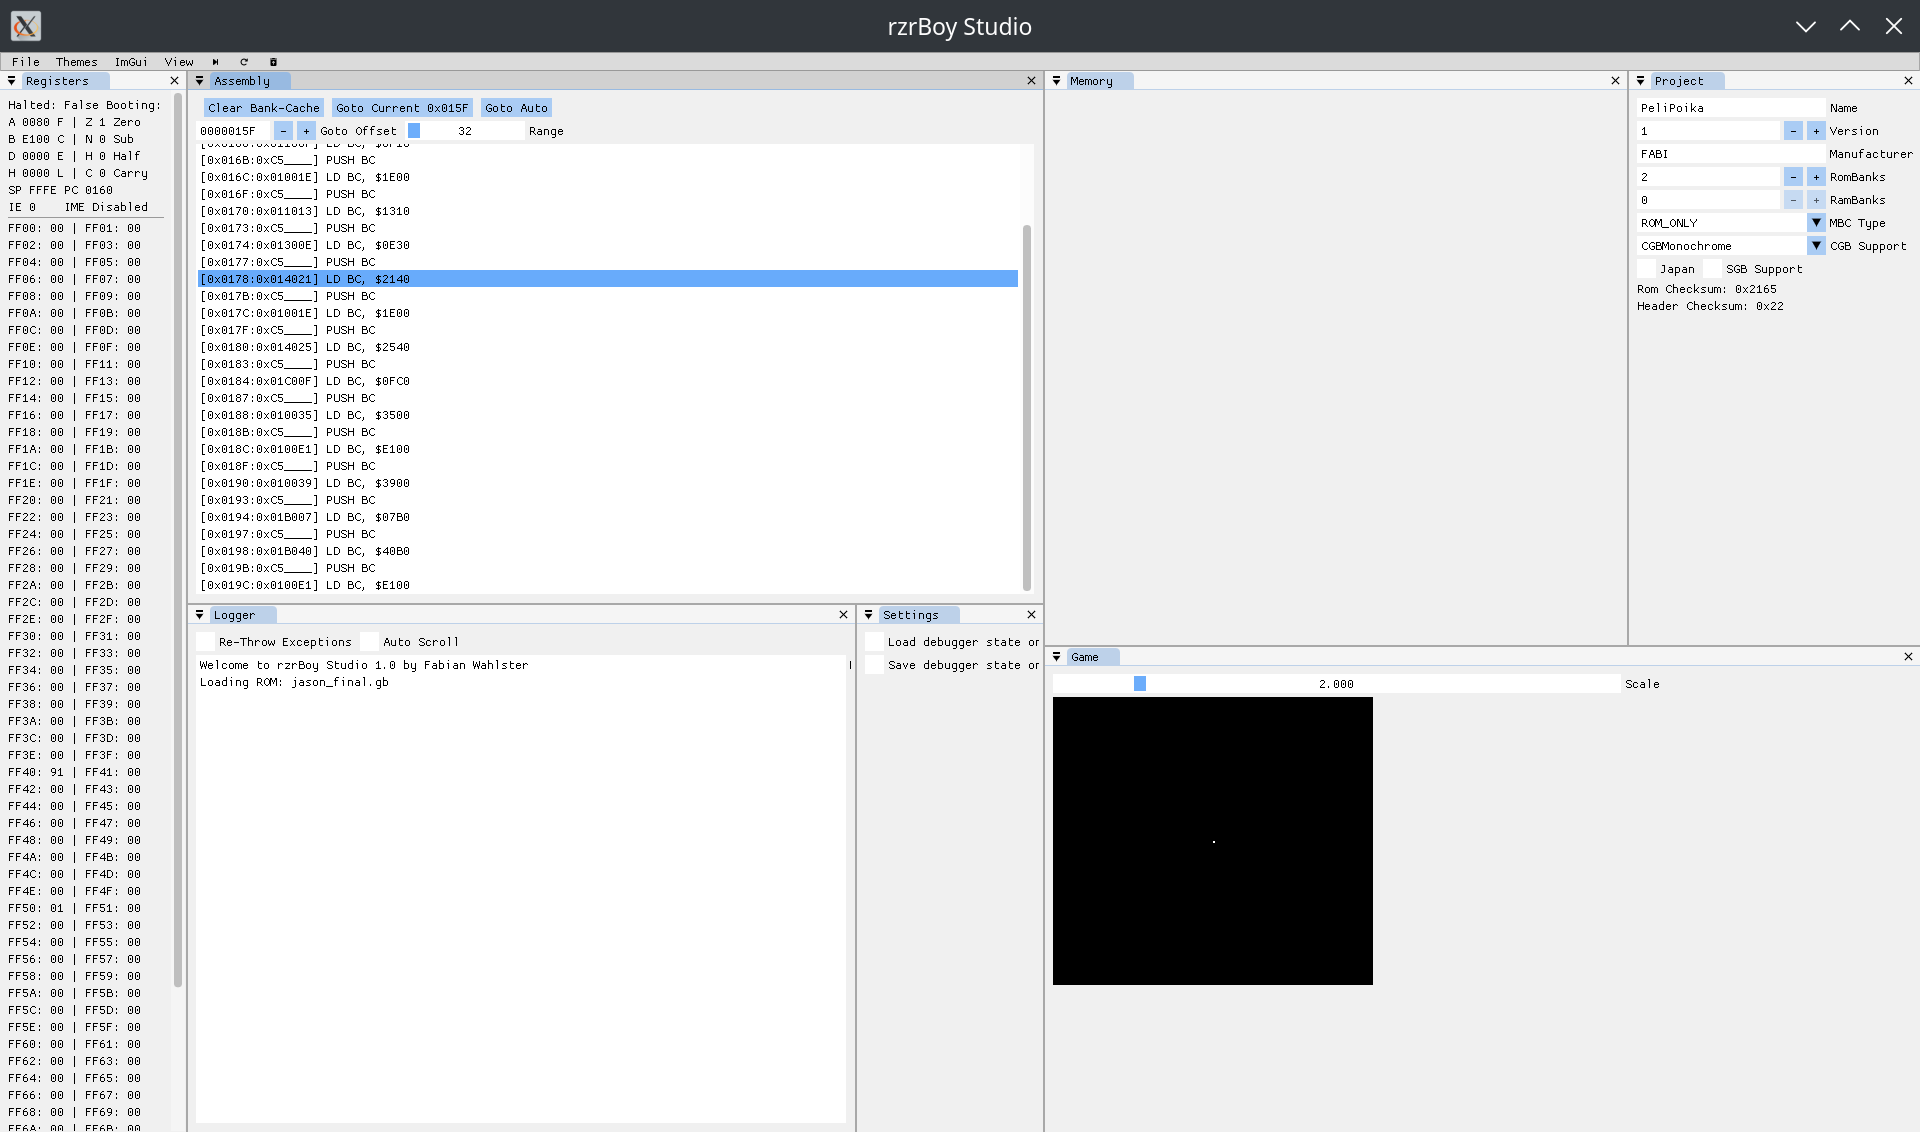 rzrBoy Studio
File Themes ImGui View
Registers
Halted: False Booting:
A 0080 F | Z 1 Zero
B E100 C | N 0 Sub
D 0000 E | H 0 Half
H 0000 L | C 0 Carry
SP FFFE PC 0160
IE 0 IME Disabled
FF00: 00 | FF01: 00
FF02: 00 | FF03: 00
FF04: 00 | FF05: 00
FF06: 00 | FF07: 00
FF08: 00 | FF09: 00
FF0A: 00 | FF0B: 00
FF0C: 00 | FF0D: 00
FF0E: 00 | FF0F: 00
FF10: 00 | FF11: 00
FF12: 00 | FF13: 00
FF14: 00 | FF15: 00
FF16: 00 | FF17: 00
FF18: 00 | FF19: 00
FF1A: 00 | FF1B: 00
FF1C: 00 | FF1D: 00
FF1E: 00 | FF1F: 00
FF20: 00 | FF21: 00
FF22: 00 | FF23: 00
FF24: 00 | FF25: 00
FF26: 00 | FF27: 00
FF28: 00 | FF29: 00
FF2A: 00 | FF2B: 00
FF2C: 00 | FF2D: 00
FF2E: 00 | FF2F: 00
FF30: 00 | FF31: 00
FF32: 00 | FF33: 00
FF34: 00 | FF35: 00
FF36: 00 | FF37: 00
FF38: 00 | FF39: 00
FF3A: 00 | FF3B: 00
FF3C: 00 | FF3D: 00
FF3E: 00 | FF3F: 00
FF40: 91 | FF41: 00
FF42: 00 | FF43: 00
FF44: 00 | FF45: 00
FF46: 00 | FF47: 00
FF48: 00 | FF49: 00
FF4A: 00 | FF4B: 00
FF4C: 00 | FF4D: 00
FF4E: 00 | FF4F: 00
FF50: 01 | FF51: 00
FF52: 00 | FF53: 00
FF54: 00 | FF55: 00
FF56: 00 | FF57: 00
FF58: 00 | FF59: 00
FF5A: 00 | FF5B: 00
FF5C: 00 | FF5D: 00
FF5E: 00 | FF5F: 00
FF60: 00 | FF61: 00
FF62: 00 | FF63: 00
FF64: 00 | FF65: 00
FF66: 00 | FF67: 00
FF68: 00 | FF69: 00
FF6A: 00 | FF6B: 00
Assembly
Clear Bank-Cache Goto Current 0x015F Goto Auto
0000015F - + Goto Offset 32 Range
[0x016B:0xC5____] PUSH BC
[0x016C:0x01001E] LD BC, $1E00
[0x016F:0xC5____] PUSH BC
[0x0170:0x011013] LD BC, $1310
[0x0173:0xC5____] PUSH BC
[0x0174:0x01300E] LD BC, $0E30
[0x0177:0xC5____] PUSH BC
[0x0178:0x014021] LD BC, $2140
[0x017B:0xC5____] PUSH BC
[0x017C:0x01001E] LD BC, $1E00
[0x017F:0xC5____] PUSH BC
[0x0180:0x014025] LD BC, $2540
[0x0183:0xC5____] PUSH BC
[0x0184:0x01C00F] LD BC, $0FC0
[0x0187:0xC5____] PUSH BC
[0x0188:0x010035] LD BC, $3500
[0x018B:0xC5____] PUSH BC
[0x018C:0x0100E1] LD BC, $E100
[0x018F:0xC5____] PUSH BC
[0x0190:0x010039] LD BC, $3900
[0x0193:0xC5____] PUSH BC
[0x0194:0x01B007] LD BC, $07B0
[0x0197:0xC5____] PUSH BC
[0x0198:0x01B040] LD BC, $40B0
[0x019B:0xC5____] PUSH BC
[0x019C:0x0100E1] LD BC, $E100
Logger
Re-Throw Exceptions Auto Scroll
Welcome to rzrBoy Studio 1.0 by Fabian Wahlster
Loading ROM: jason_final.gb
Settings
Load debugger state or
Save debugger state or
Memory
Project
PeliPoika Name
1 - + Version
FABI Manufacturer
2 - + RomBanks
0 - + RamBanks
ROM_ONLY MBC Type
CGBMonochrome CGB Support
Japan SGB Support
Rom Checksum: 0x2165
Header Checksum: 0x22
Game
2.000 Scale